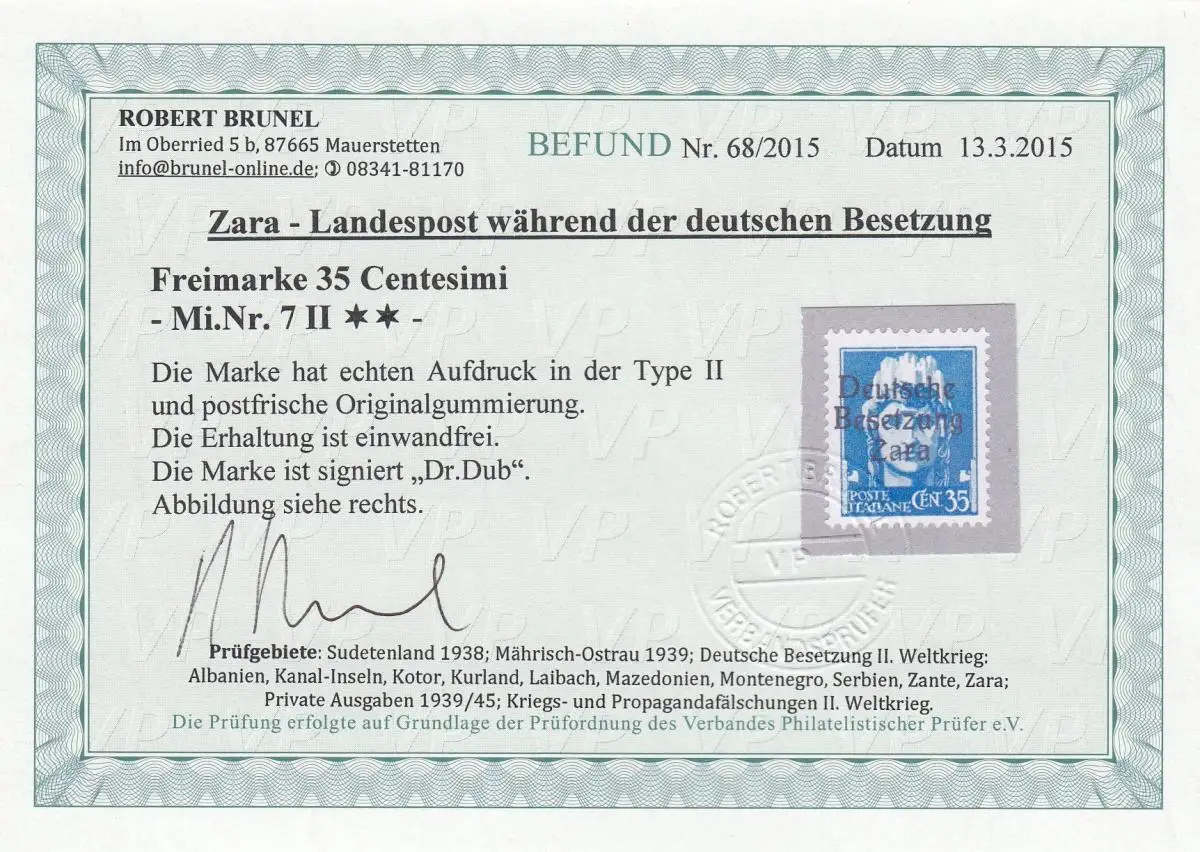 ROBERT BRUNEL
Im Oberried 5 b, 87665 Mauerstetten
info@brunel-online.de; ✆ 08341-81170
BEFUND Nr. 68/2015 Datum 13.3.2015
Zara - Landespost während der deutschen Besetzung
Freimarke 35 Centesimi
- Mi.Nr. 7 II ✶✶ -
Die Marke hat echten Aufdruck in der Type II
und postfrische Originalgummierung.
Die Erhaltung ist einwandfrei.
Die Marke ist signiert „Dr.Dub“.
Abbildung siehe rechts.
Deutsche
Besetzung
Zara
POSTE
ITALIANE CEN. 35
VP
VERBANDSPRÜFER
Prüfgebiete: Sudetenland 1938; Mährisch-Ostrau 1939; Deutsche Besetzung II. Weltkrieg:
Albanien, Kanal-Inseln, Kotor, Kurland, Laibach, Mazedonien, Montenegro, Serbien, Zante, Zara;
Private Ausgaben 1939/45; Kriegs- und Propagandafälschungen II. Weltkrieg.
Die Prüfung erfolgte auf Grundlage der Prüfordnung des Verbandes Philatelistischer Prüfer e.V.